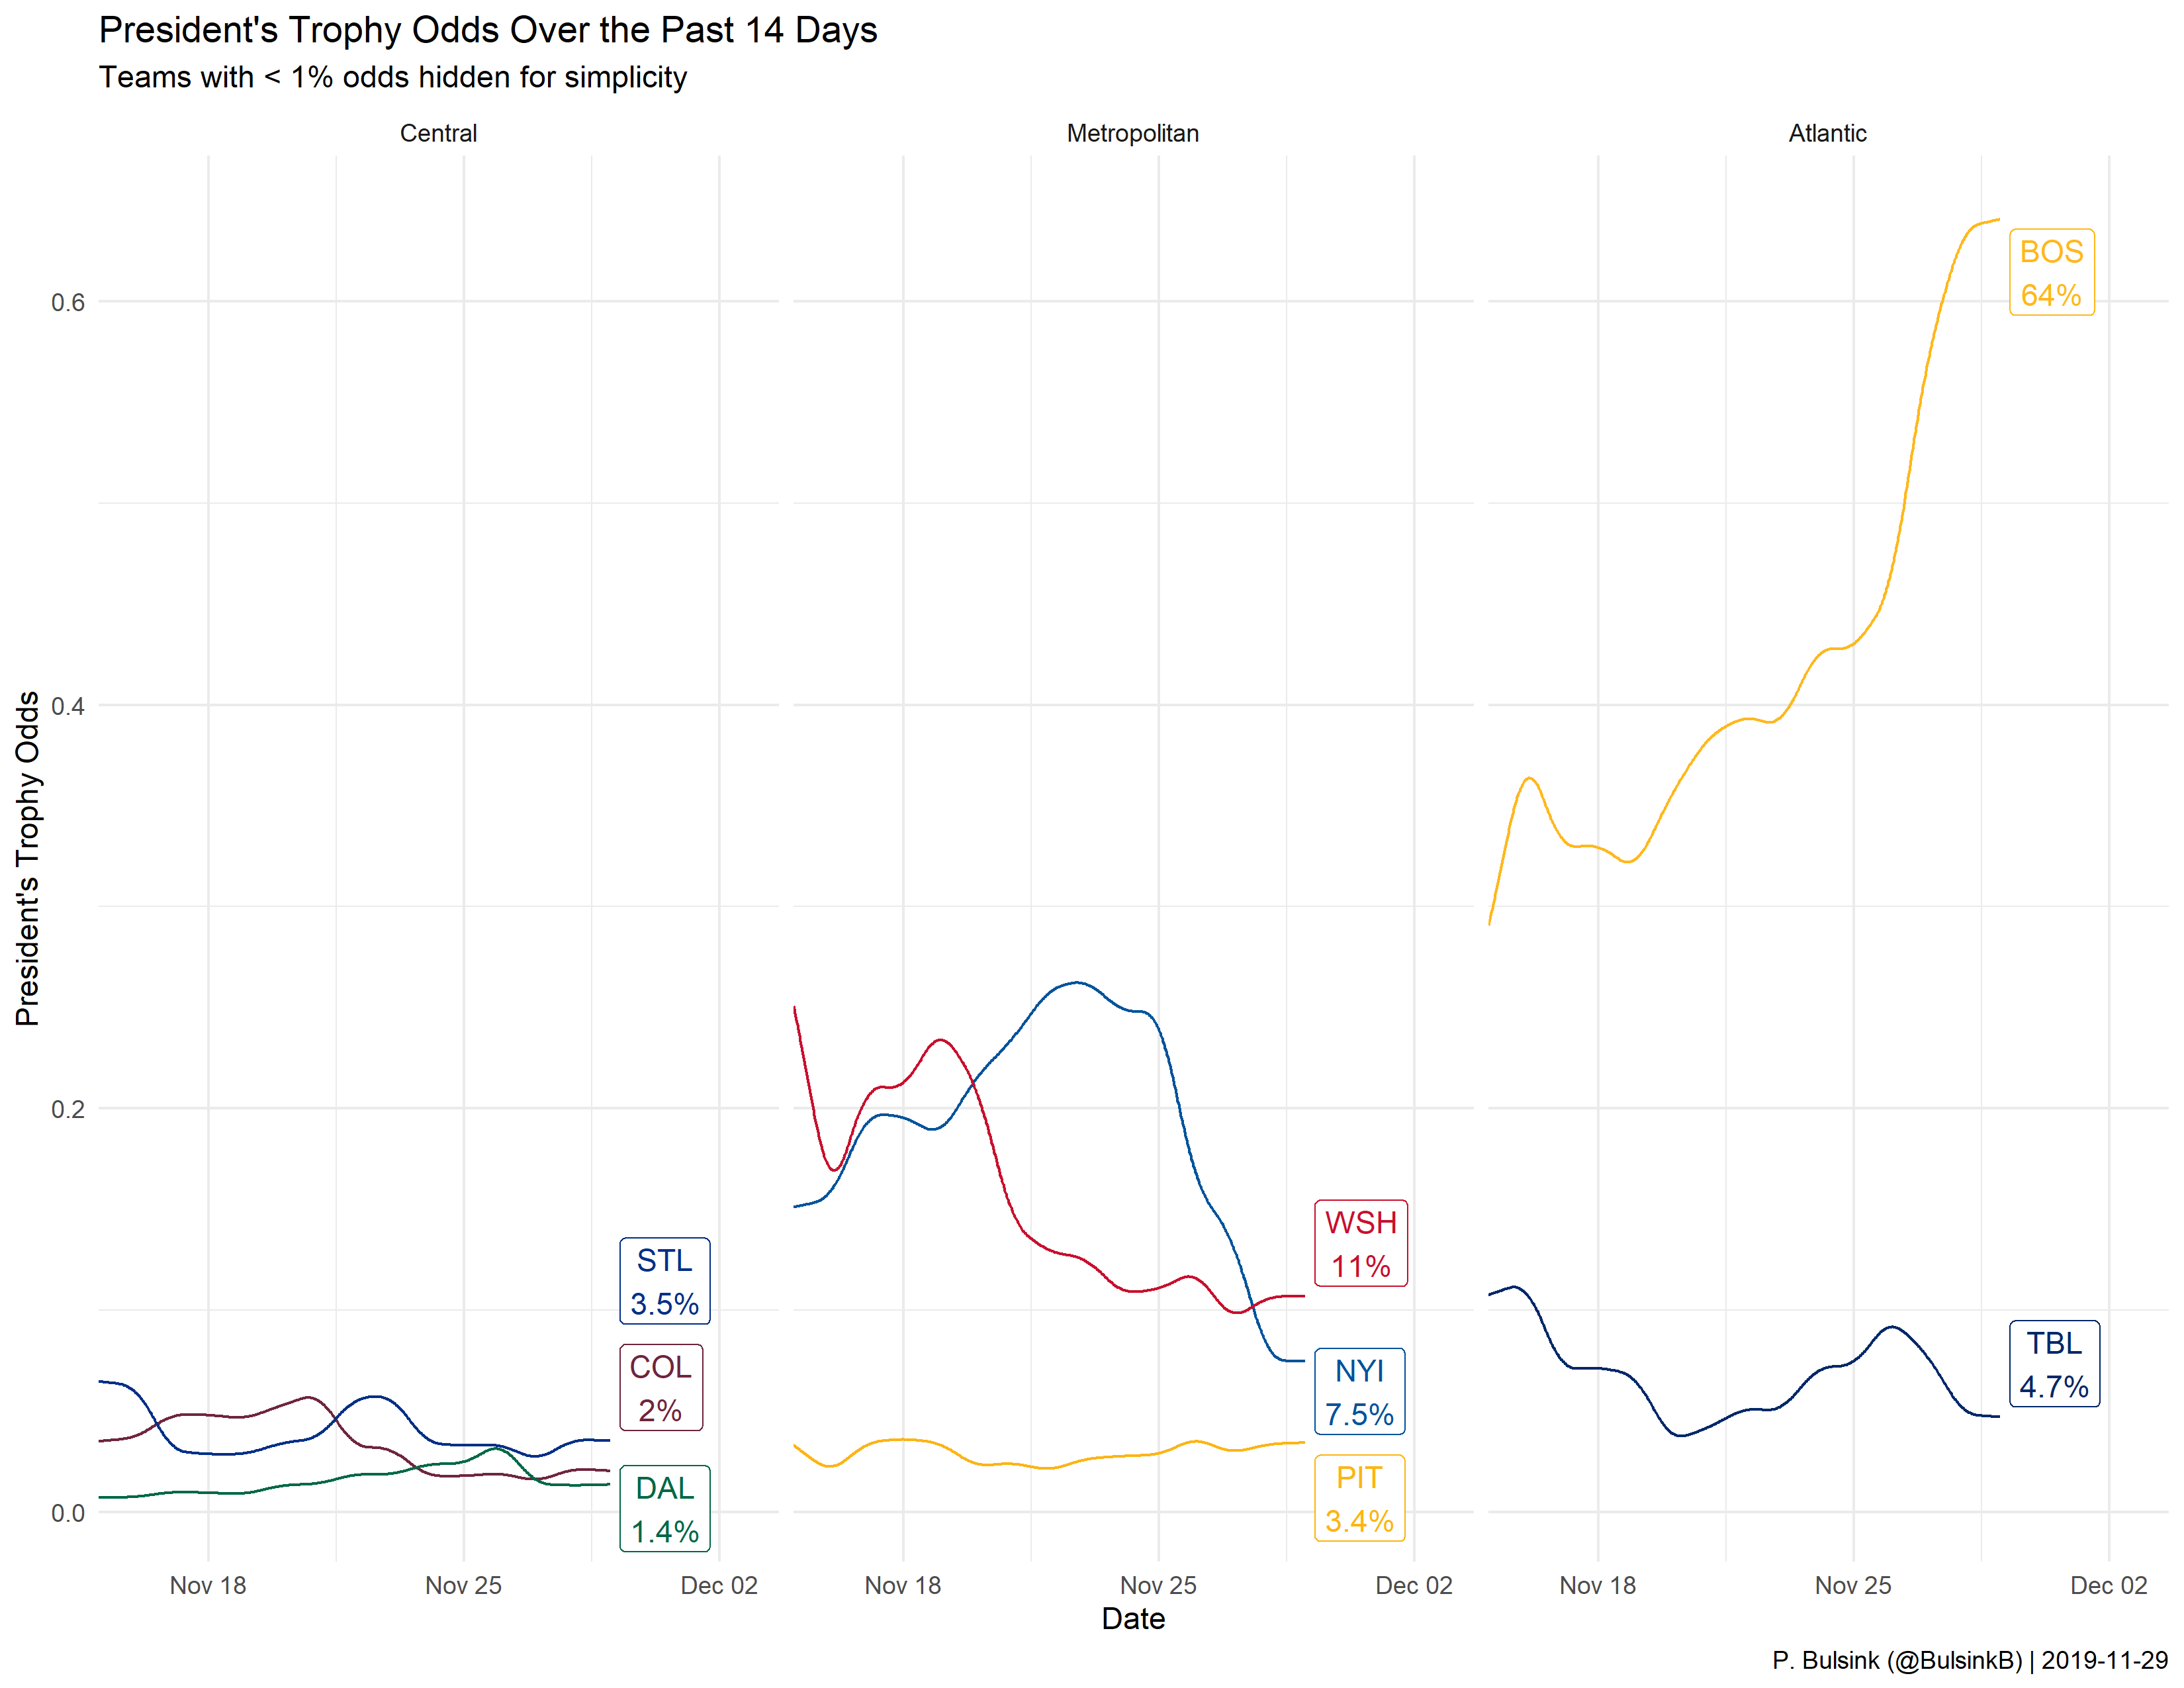 President's Trophy Odds Over the Past 14 Days
Teams with < 1% odds hidden for simplicity
Central
Metropolitan
Atlantic
President's Trophy Odds
0.6
0.4
0.2
0.0
STL
3.5%
COL
2%
DAL
1.4%
WSH
11%
NYI
7.5%
PIT
3.4%
BOS
64%
TBL
4.7%
Nov 18
Nov 25
Dec 02
Nov 18
Nov 25
Dec 02
Nov 18
Nov 25
Dec 02
Date
P. Bulsink (@BulsinkB) | 2019-11-29